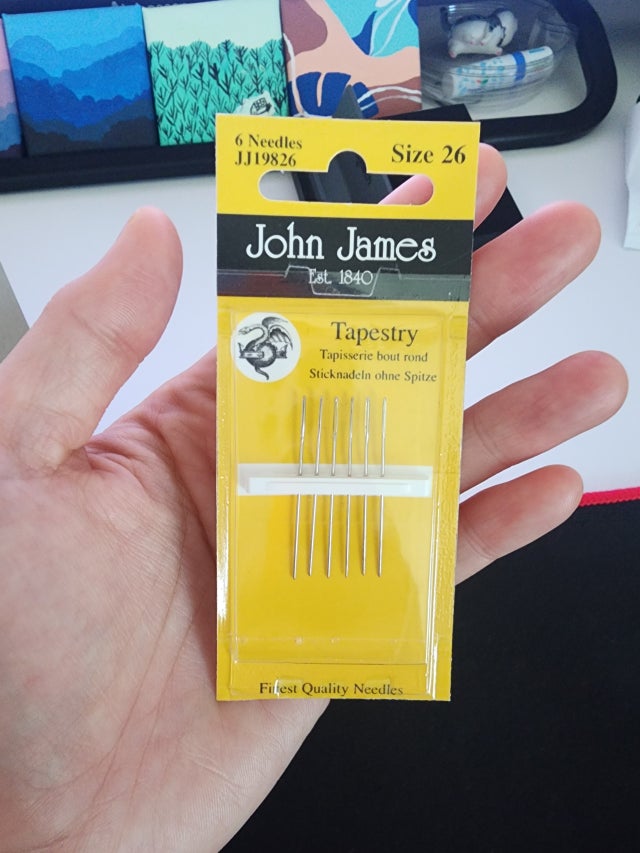 6 Needles
JJ19826
Size 26
John James
Est. 1840
Tapestry
Tapisserie bout rond
Sticknadeln ohne Spitze
Finest Quality Needles